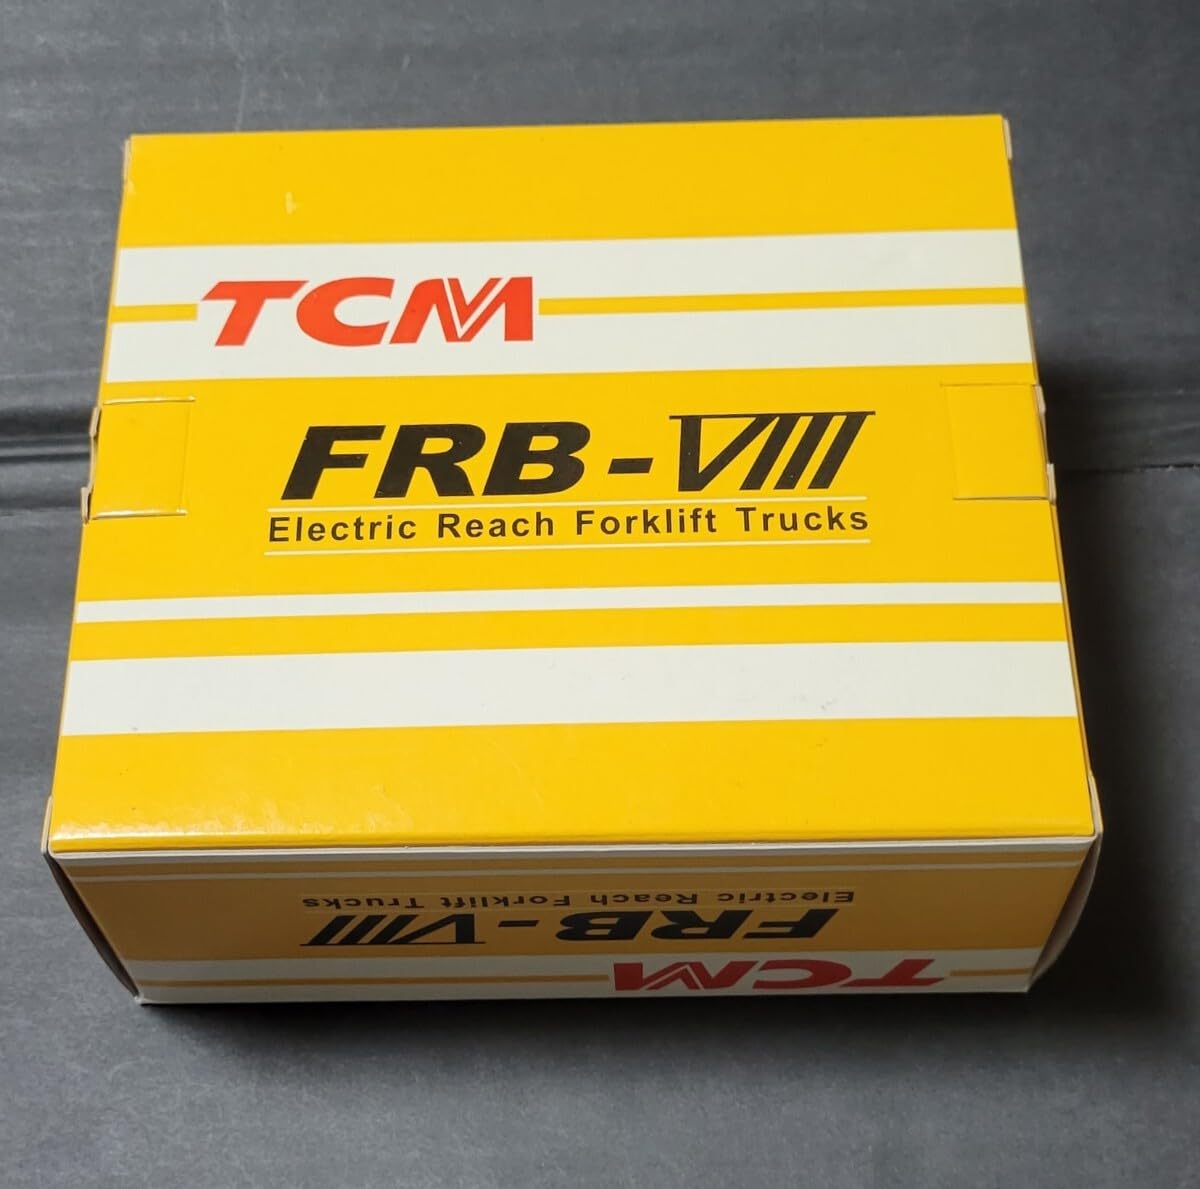 TCM
FRB-VIII
Electric Reach Forklift Trucks
Electric Reach Forklift Trucks
FRB-VIII
TCM